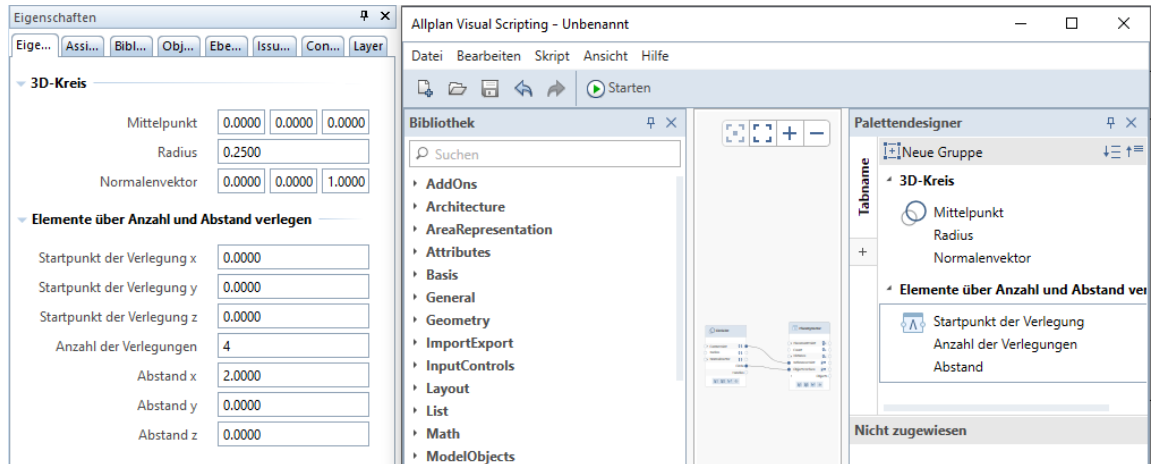 Eigenschaften
Eige... Assi... Bibl... Obj... Ebe... Issu... Con... Layer
3D-Kreis
Mittelpunkt 0.0000 0.0000 0.0000
Radius 0.2500
Normalenvektor 0.0000 0.0000 1.0000
Elemente über Anzahl und Abstand verlegen
Startpunkt der Verlegung x 0.0000
Startpunkt der Verlegung y 0.0000
Startpunkt der Verlegung z 0.0000
Anzahl der Verlegungen 4
Abstand x 2.0000
Abstand y 0.0000
Abstand z 0.0000
Allplan Visual Scripting - Unbenannt
Datei Bearbeiten Skript Ansicht Hilfe
Starten
Bibliothek
Suchen
AddOns
Architecture
AreaRepresentation
Attributes
Basis
General
Geometry
ImportExport
InputControls
Layout
List
Math
ModelObjects
Palettendesigner
Neue Gruppe
Tabname
3D-Kreis
Mittelpunkt
Radius
Normalenvektor
Elemente über Anzahl und Abstand ver
Startpunkt der Verlegung
Anzahl der Verlegungen
Abstand
Nicht zugewiesen